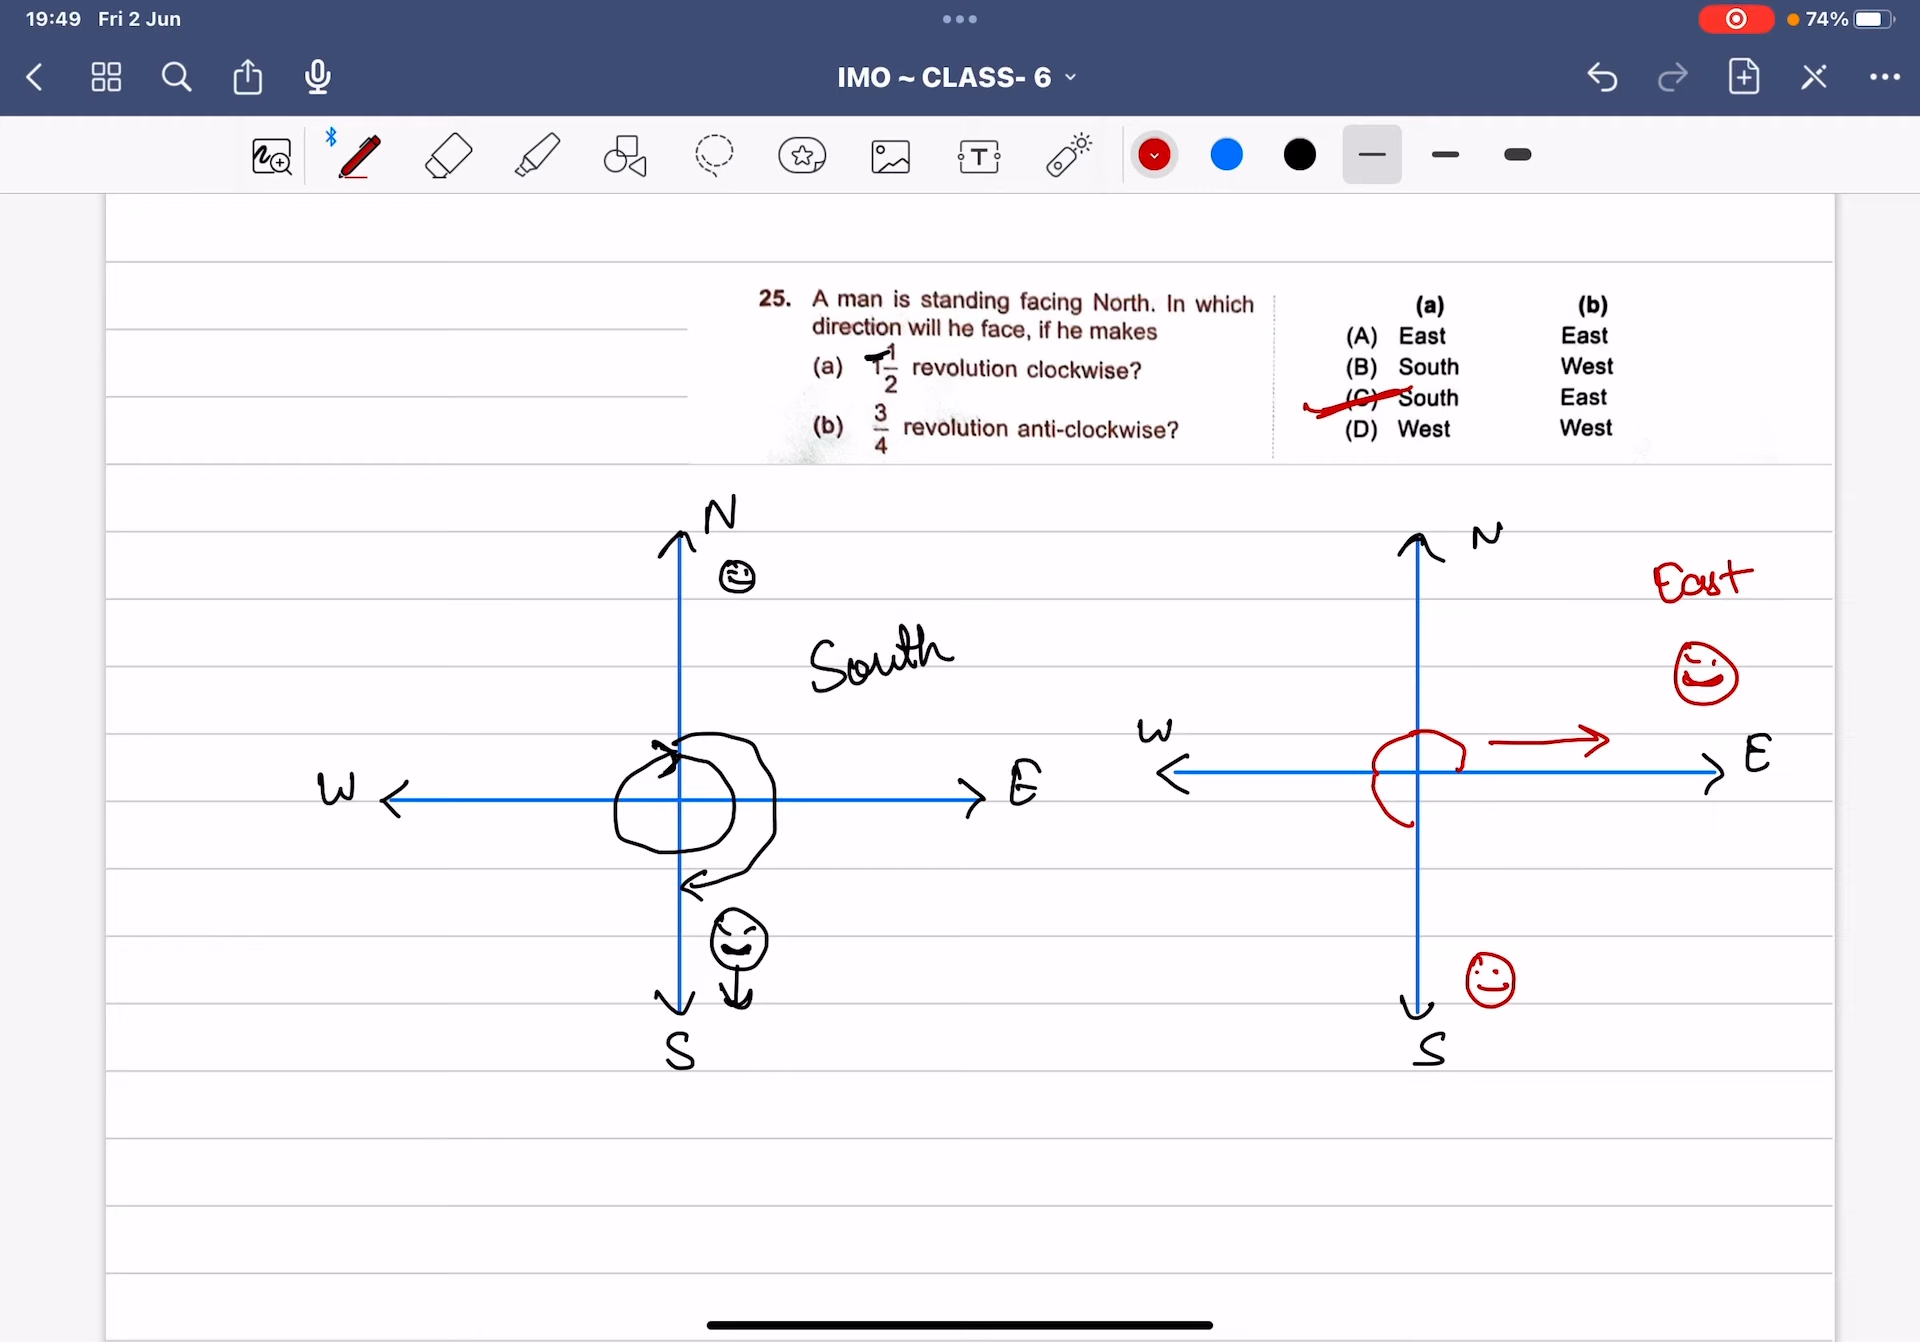 19:49 Fri 2 Jun
74%
IMO ~ CLASS- 6
T
25. A man is standing facing North. In which
direction will he face, if he makes
(a) 1 1/2 revolution clockwise?
(b) 3/4 revolution anti-clockwise?
(a) (b)
(A) East East
(B) South West
(C) South East
(D) West West
N
South
W
E
S
N
East
W
E
S